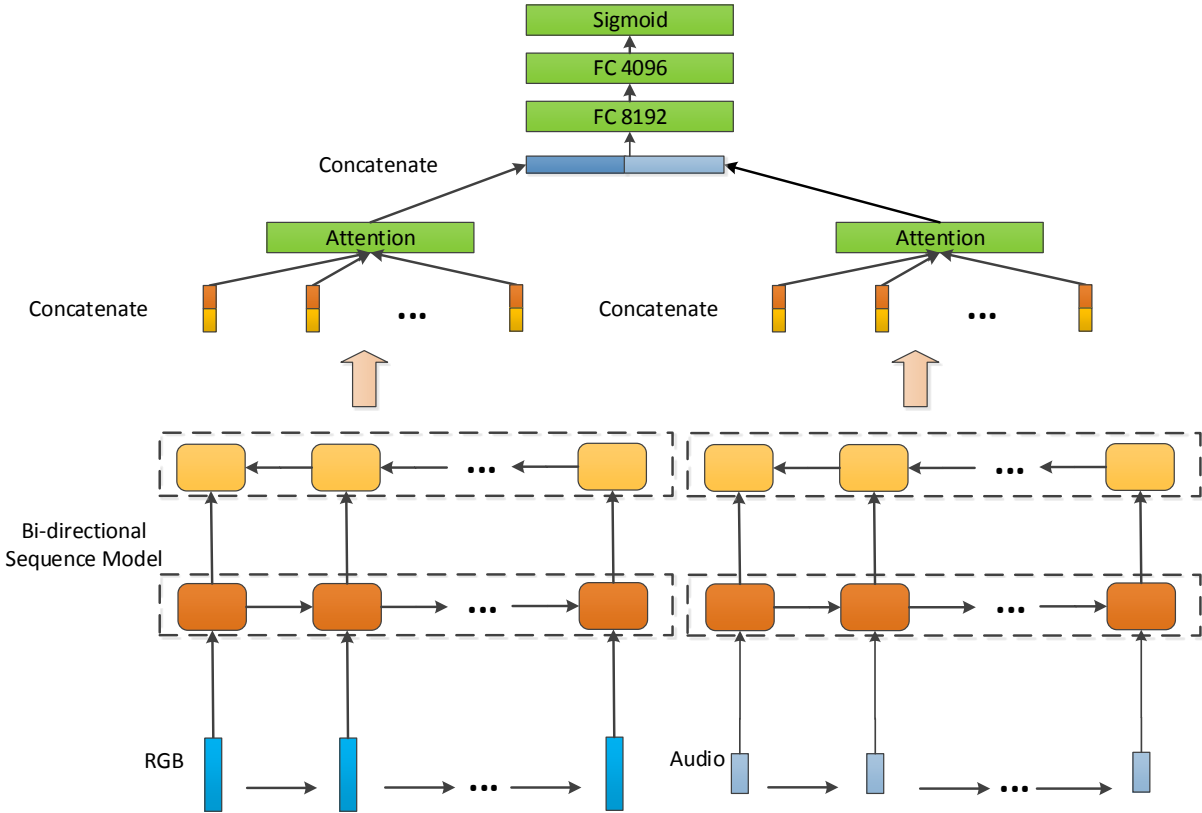 Sigmoid
FC 4096
FC 8192
Concatenate
Attention
Attention
Concatenate
...
Concatenate
...
...
...
Bi-directional
Sequence Model
...
...
RGB
...
Audio
...